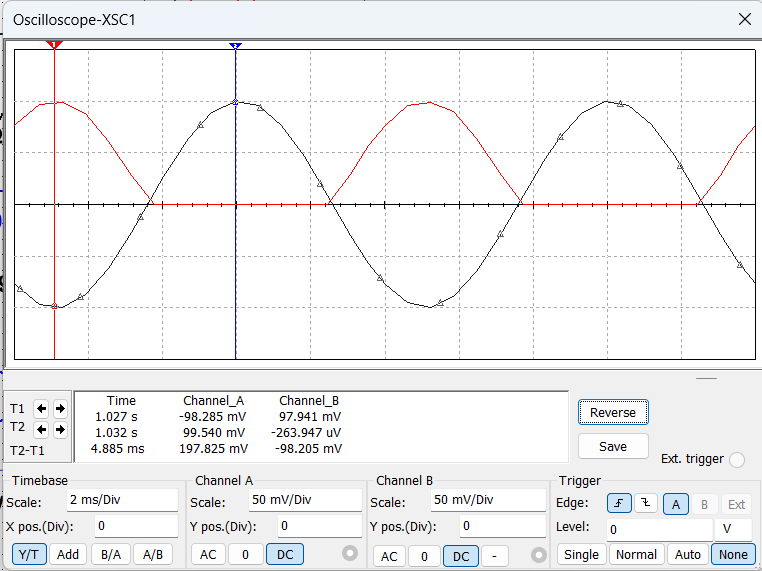 Oscilloscope-XSC1
1
2
Time Channel_A Channel_B
T1 1.027 s -98.285 mV 97.941 mV
T2 1.032 s 99.540 mV -263.947 uV
T2-T1 4.885 ms 197.825 mV -98.205 mV
Reverse
Save
Ext. trigger
Timebase
Scale: 2 ms/Div
X pos.(Div): 0
Y/T Add B/A A/B
Channel A
Scale: 50 mV/Div
Y pos.(Div): 0
AC 0 DC
Channel B
Scale: 50 mV/Div
Y pos.(Div): 0
AC 0 DC -
Trigger
Edge: A B Ext
Level: 0 V
Single Normal Auto None